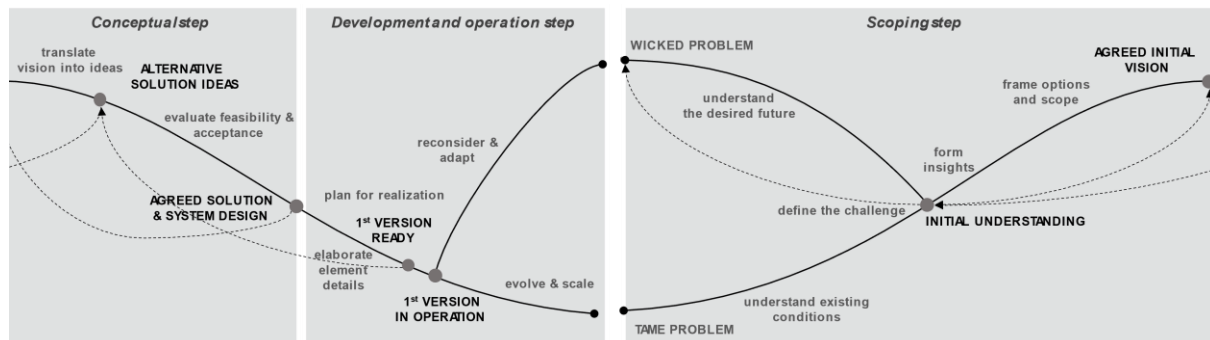 Conceptual step
translate
vision into ideas
ALTERNATIVE
SOLUTION IDEAS
evaluate feasibility &
acceptance
AGREED SOLUTION
& SYSTEM DESIGN
Development and operation step
reconsider &
adapt
plan for realization
1st VERSION
READY
elaborate
element
details
1st VERSION
IN OPERATION
evolve & scale
Scoping step
WICKED PROBLEM
understand
the desired future
AGREED INITIAL
VISION
frame options
and scope
form
insights
define the challenge
INITIAL UNDERSTANDING
understand existing
conditions
TAME PROBLEM